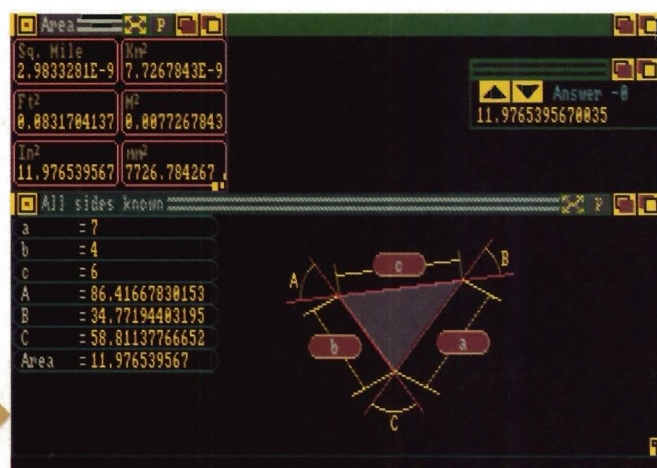 Area P
Sq. Mile Km²
2.9833281E-9 7.7267843E-9
Ft² M²
0.0831704137 0.0077267843
In² mm²
11.976539567 7726.784267
Answer -0
11.9765395670035
All sides known P
a = 7
b = 4
c = 6
A = 86.41667830153
B = 34.77194403195
C = 58.81137766652
Area = 11.976539567
A
c
B
b
a
C